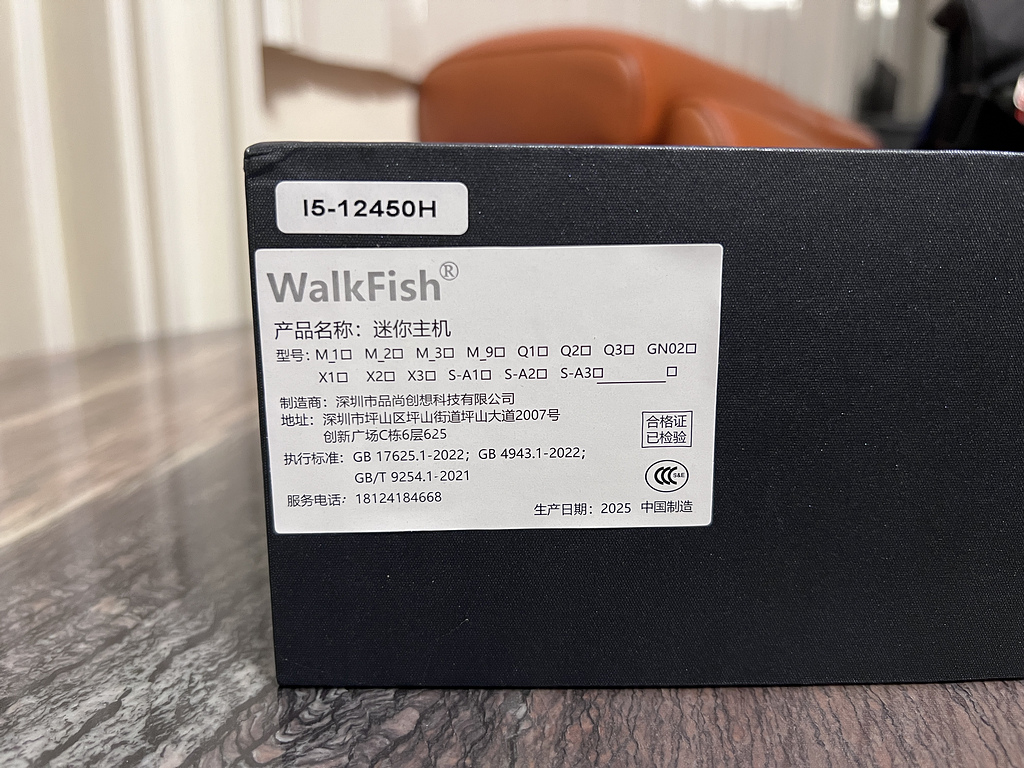 I5-12450H
WalkFish®
产品名称：迷你主机
型号：M_1□ M_2□ M_3□ M_9□ Q1□ Q2□ Q3□ GN02□
X1□ X2□ X3□ S-A1□ S-A2□ S-A3□________□
制造商：深圳市品尚创想科技有限公司
地址：深圳市坪山区坪山街道坪山大道2007号
创新广场C栋6层625
合格证
已检验
执行标准：GB 17625.1-2022；GB 4943.1-2022；
GB/T 9254.1-2021
CCC S&E
服务电话：18124184668
生产日期：2025 中国制造